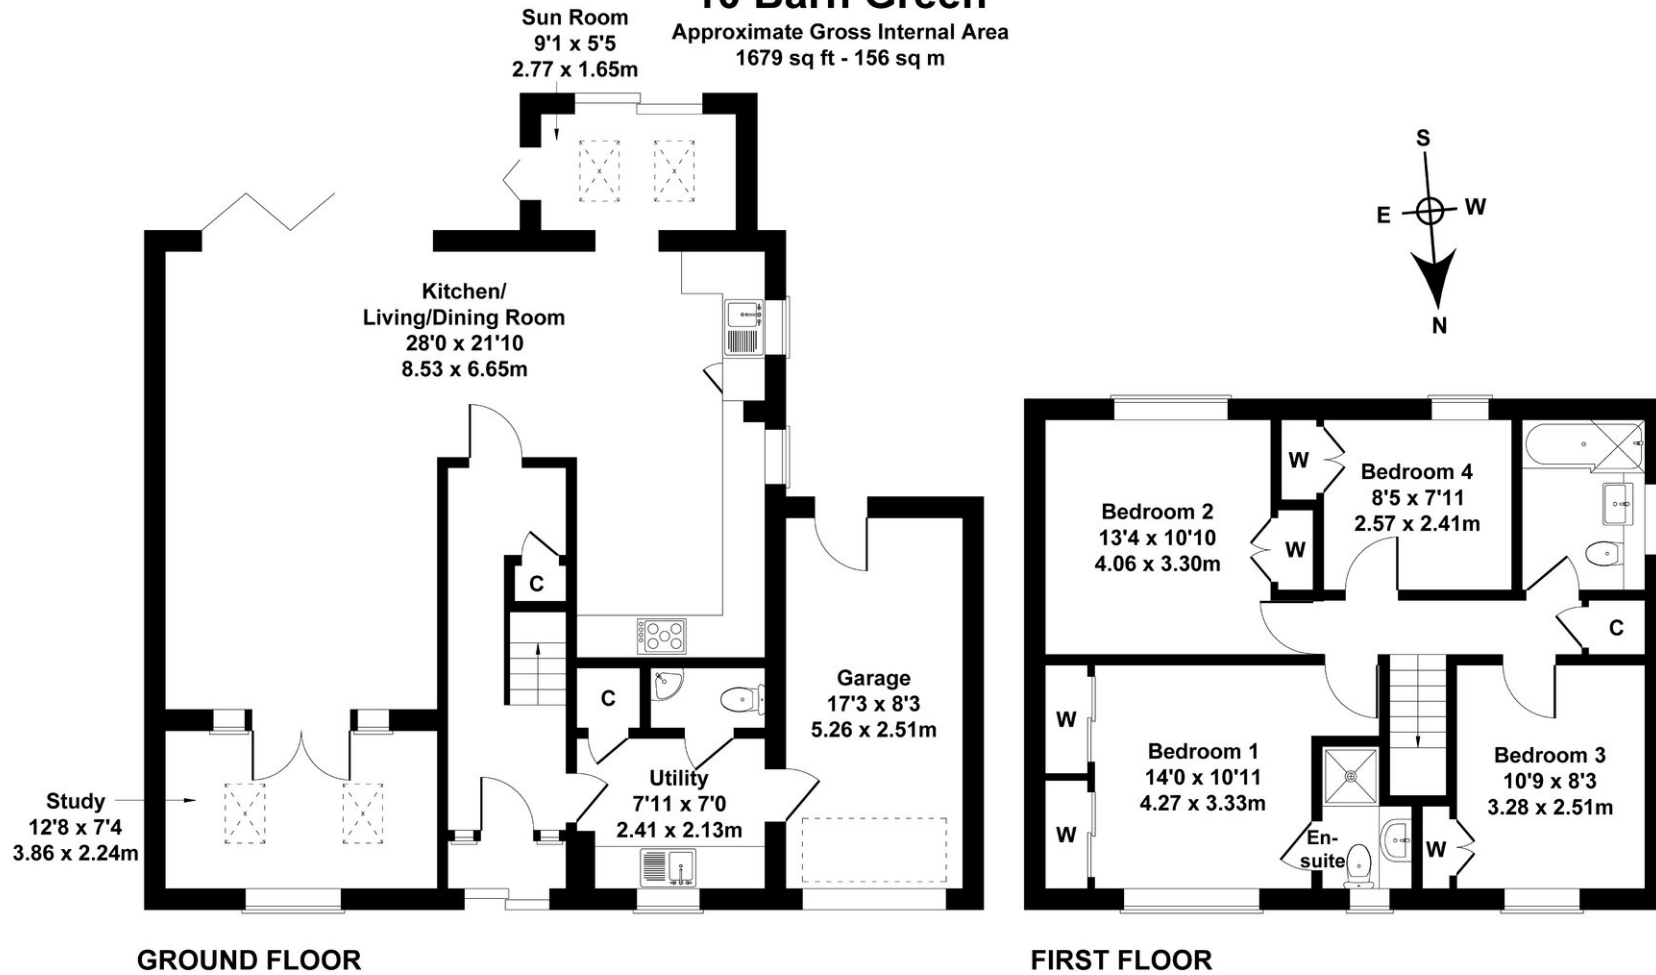 10 Barn Green
Approximate Gross Internal Area
1679 sq ft - 156 sq m
Sun Room
9'1 x 5'5
2.77 x 1.65m
Kitchen/
Living/Dining Room
28'0 x 21'10
8.53 x 6.65m
C
C
Garage
17'3 x 8'3
5.26 x 2.51m
Utility
7'11 x 7'0
2.41 x 2.13m
Study
12'8 x 7'4
3.86 x 2.24m
GROUND FLOOR
S
E
W
N
Bedroom 2
13'4 x 10'10
4.06 x 3.30m
W
W
Bedroom 4
8'5 x 7'11
2.57 x 2.41m
C
W
W
Bedroom 1
14'0 x 10'11
4.27 x 3.33m
En-
suite
W
Bedroom 3
10'9 x 8'3
3.28 x 2.51m
FIRST FLOOR